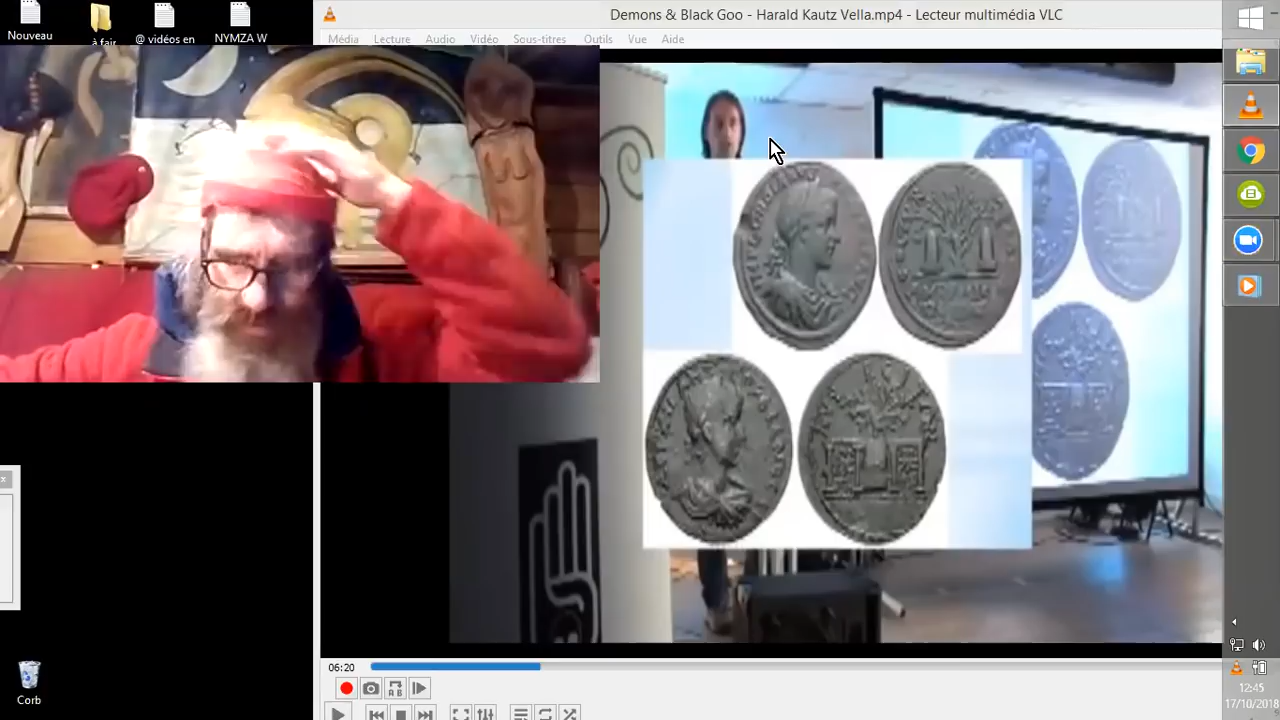 Nouveau
à fair
@ vidéos en
NYMZA W
Demons & Black Goo - Harald Kautz Vella.mp4 - Lecteur multimédia VLC
Média Lecture Audio Vidéo Sous-titres Outils Vue Aide
06:20
Corb
12:45
17/10/2018